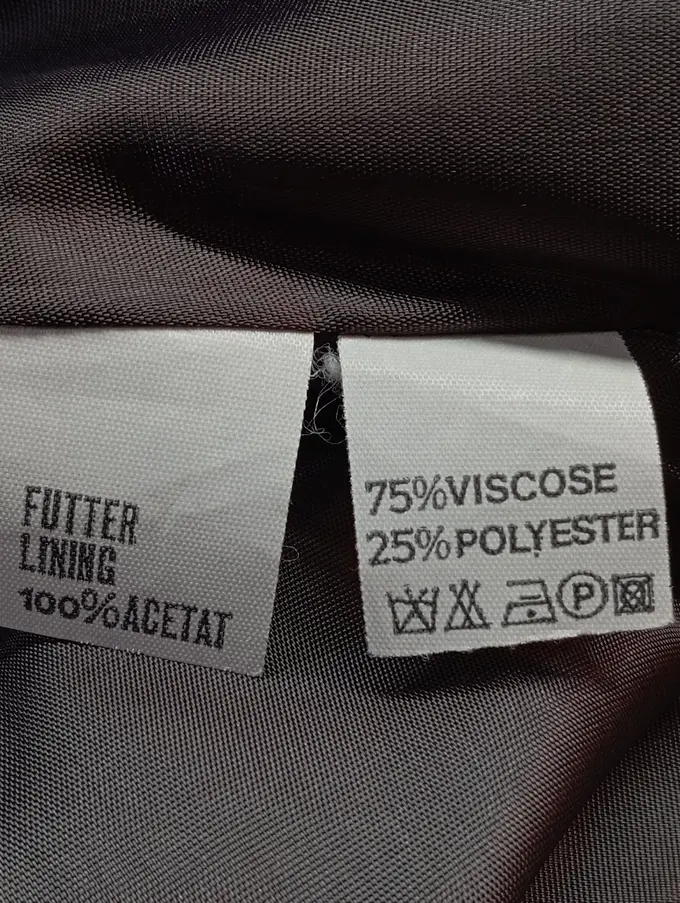 FUTTER
LINING
100%ACETAT
75%VISCOSE
25%POLYESTER
P